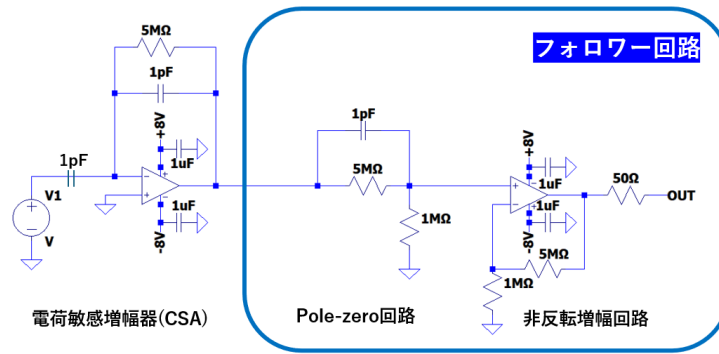 フォロワー回路
5MΩ
1pF
+8V
1uF
1pF
V1
V
1uF
-8V
1pF
5MΩ
1MΩ
+8V
1uF
50Ω
OUT
1uF
-8V
5MΩ
1MΩ
電荷敏感増幅器(CSA)
Pole-zero回路
非反転増幅回路